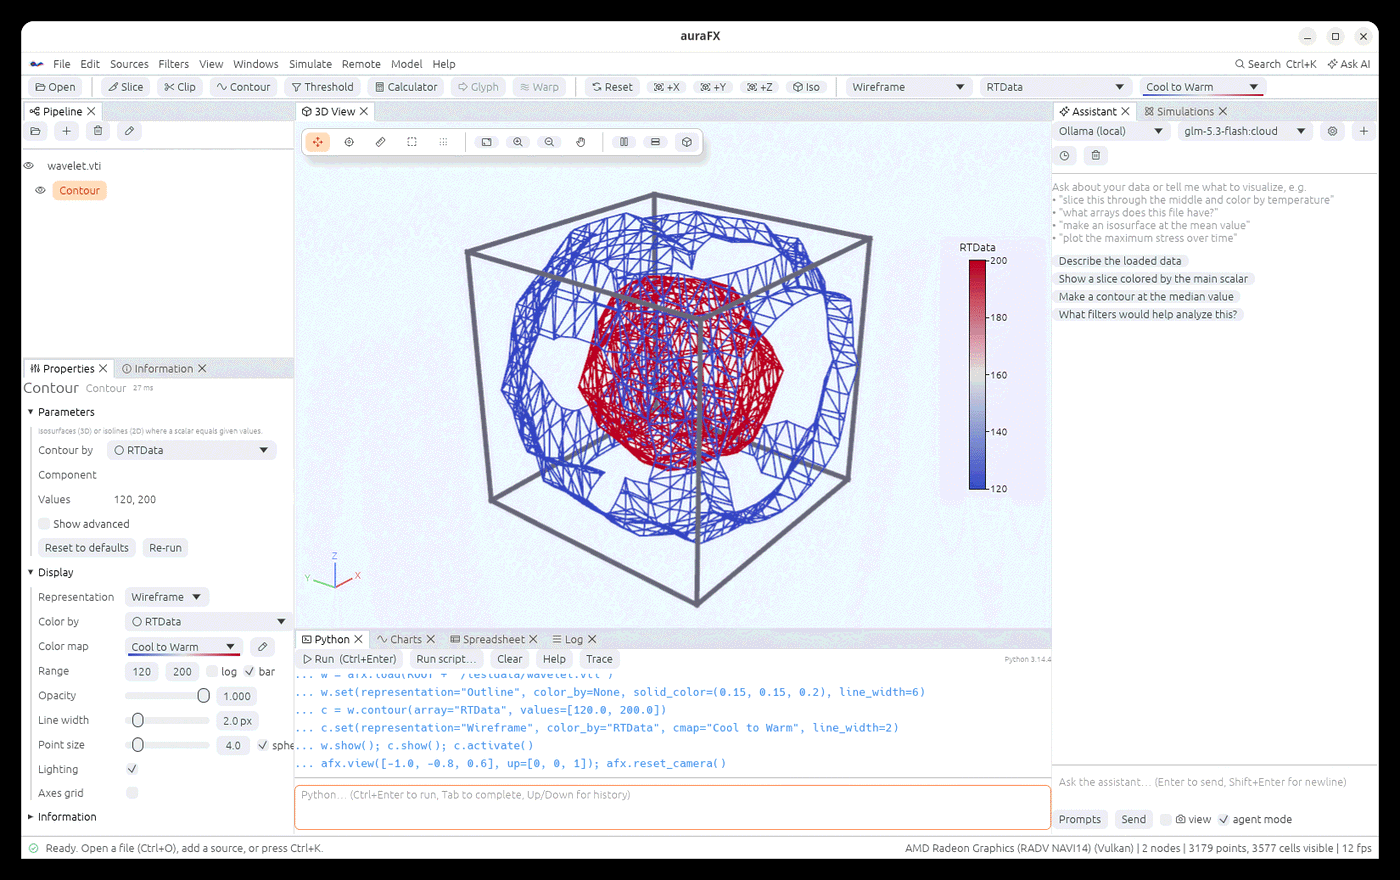 auraFX
File Edit Sources Filters View Windows Simulate Remote Model Help
Search Ctrl+K Ask AI
Open Slice Clip Contour Threshold Calculator Glyph Warp Reset +X +Y +Z Iso Wireframe RTData Cool to Warm
Pipeline
wavelet.vti
Contour
Properties Information
Contour Contour 27 ms
Parameters
Isosurfaces (3D) or isolines (2D) where a scalar equals given values.
Contour by RTData
Component
Values 120, 200
Show advanced
Reset to defaults Re-run
Display
Representation Wireframe
Color by RTData
Color map Cool to Warm
Range 120 200 log bar
Opacity 1.000
Line width 2.0 px
Point size 4.0 sphe
Lighting
Axes grid
Information
3D View
RTData
200
180
160
140
120
Z
Y X
Python Charts Spreadsheet Log
Run (Ctrl+Enter) Run script... Clear Help Trace
Python 3.14.4
... w = afx.load(ROOT + "/testdata/wavelet.vti")
... w.set(representation="Outline", color_by=None, solid_color=(0.15, 0.15, 0.2), line_width=6)
... c = w.contour(array="RTData", values=[120.0, 200.0])
... c.set(representation="Wireframe", color_by="RTData", cmap="Cool to Warm", line_width=2)
... w.show(); c.show(); c.activate()
... afx.view([-1.0, -0.8, 0.6], up=[0, 0, 1]); afx.reset_camera()
Python... (Ctrl+Enter to run, Tab to complete, Up/Down for history)
Assistant Simulations
Ollama (local) glm-5.3-flash:cloud
Ask about your data or tell me what to visualize, e.g.
• "slice this through the middle and color by temperature"
• "what arrays does this file have?"
• "make an isosurface at the mean value"
• "plot the maximum stress over time"
Describe the loaded data
Show a slice colored by the main scalar
Make a contour at the median value
What filters would help analyze this?
Ask the assistant... (Enter to send, Shift+Enter for newline)
Prompts Send view agent mode
Ready. Open a file (Ctrl+O), add a source, or press Ctrl+K.
AMD Radeon Graphics (RADV NAVI14) (Vulkan) | 2 nodes | 3179 points, 3577 cells visible | 12 fps